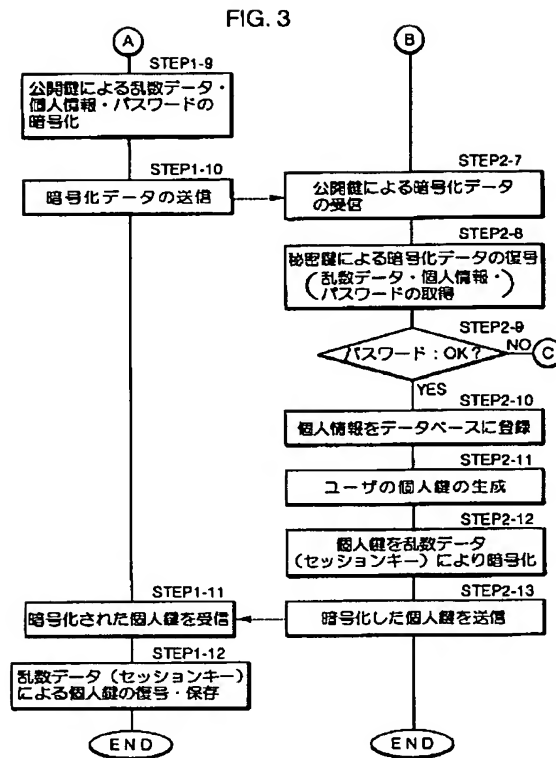 FIG. 3
A
STEP1-9
公開鍵による乱数データ・
個人情報・パスワードの
暗号化
STEP1-10
暗号化データの送信
B
STEP2-7
公開鍵による暗号化データ
の受信
STEP2-8
秘密鍵による暗号化データの復号
(乱数データ・個人情報・
パスワードの取得)
STEP2-9
パスワード:OK?
NO
C
YES
STEP2-10
個人情報をデータベースに登録
STEP2-11
ユーザの個人鍵の生成
STEP2-12
個人鍵を乱数データ
(セッションキー)により暗号化
STEP2-13
暗号化した個人鍵を送信
END
STEP1-11
暗号化された個人鍵を受信
STEP1-12
乱数データ(セッションキー)
による個人鍵の復号・保存
END